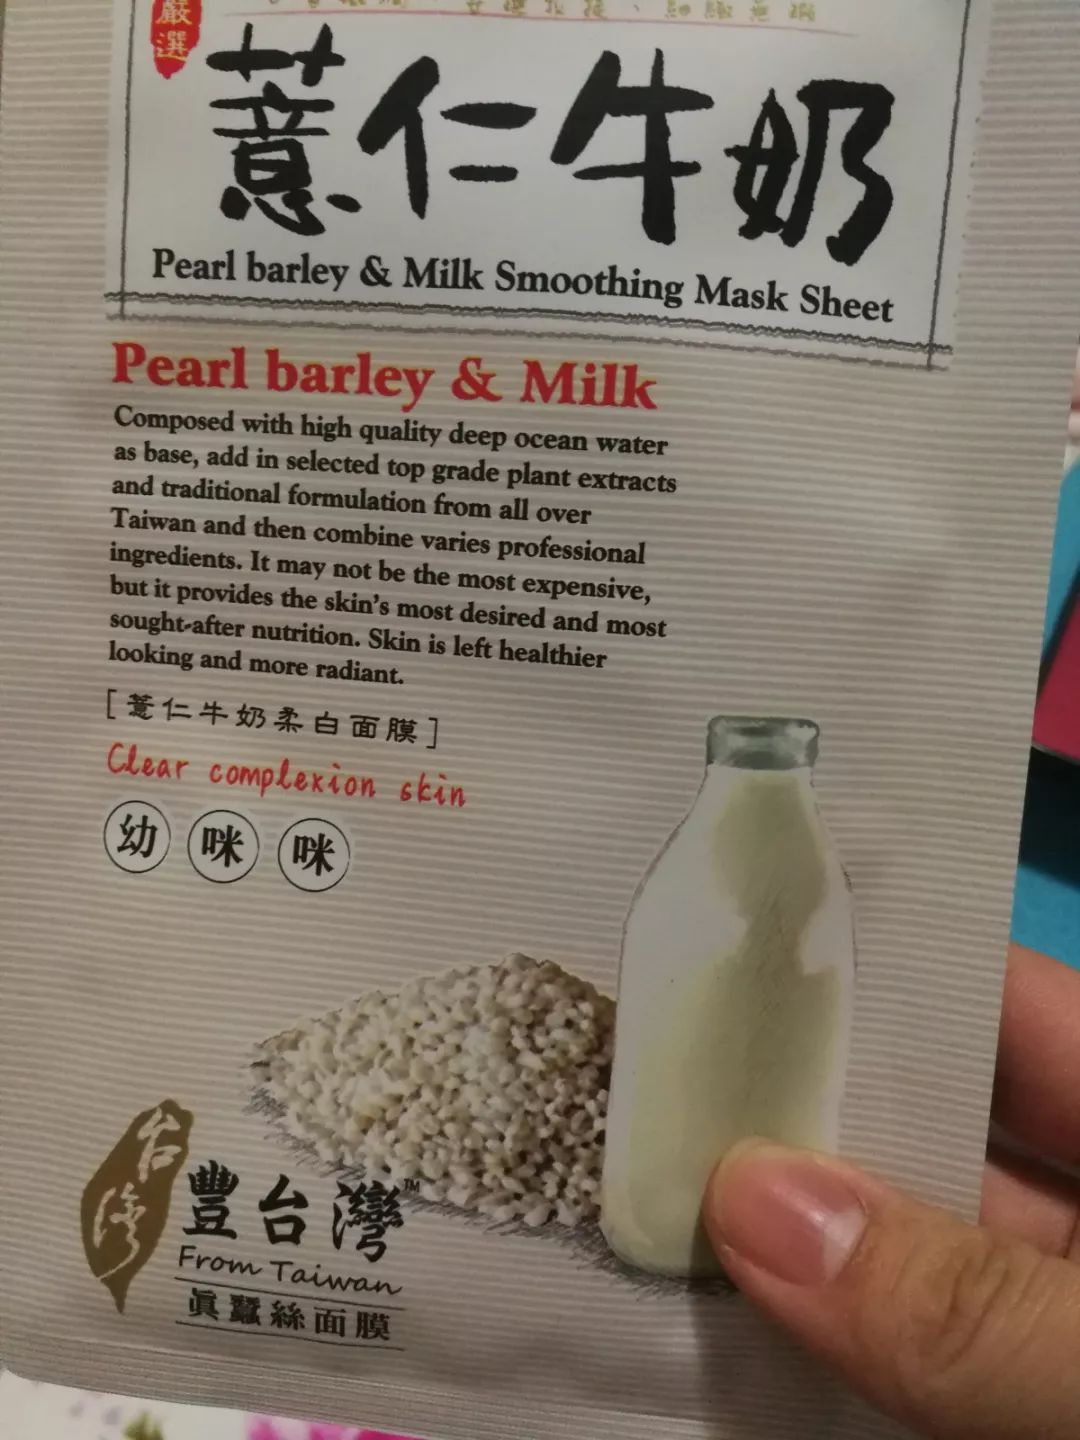 嚴選
薏仁牛奶
Pearl barley & Milk Smoothing Mask Sheet
Pearl barley & Milk
Composed with high quality deep ocean water
as base, add in selected top grade plant extracts
and traditional formulation from all over
Taiwan and then combine varies professional
ingredients. It may not be the most expensive,
but it provides the skin's most desired and most
sought-after nutrition. Skin is left healthier
looking and more radiant.
[薏仁牛奶柔白面膜]
Clear complexion skin
幼咪咪
台灣
豐台灣™
From Taiwan
眞蠶絲面膜